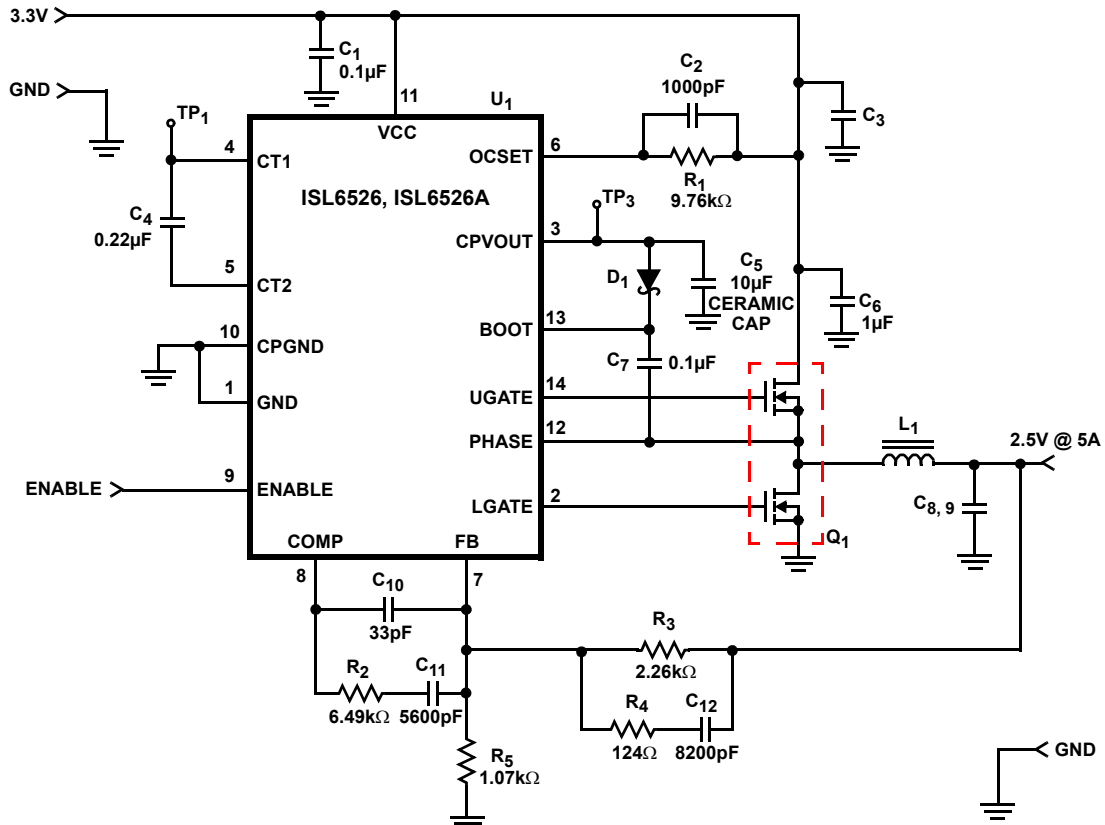 3.3V
GND
C1
0.1µF
11
VCC
U1
C2
1000pF
R1
9.76kΩ
C3
TP1
4
CT1
OCSET
6
ISL6526, ISL6526A
C4
0.22µF
TP3
3
CPVOUT
D1
C5
10µF
CERAMIC
CAP
5
CT2
C6
1µF
BOOT
13
10
CPGND
C7
0.1µF
1
GND
UGATE
14
PHASE
12
L1
2.5V @ 5A
ENABLE
9
ENABLE
LGATE
2
C8, 9
Q1
COMP
FB
8
7
C10
33pF
R3
2.26kΩ
R2
6.49kΩ
C11
5600pF
R4
124Ω
C12
8200pF
R5
1.07kΩ
GND